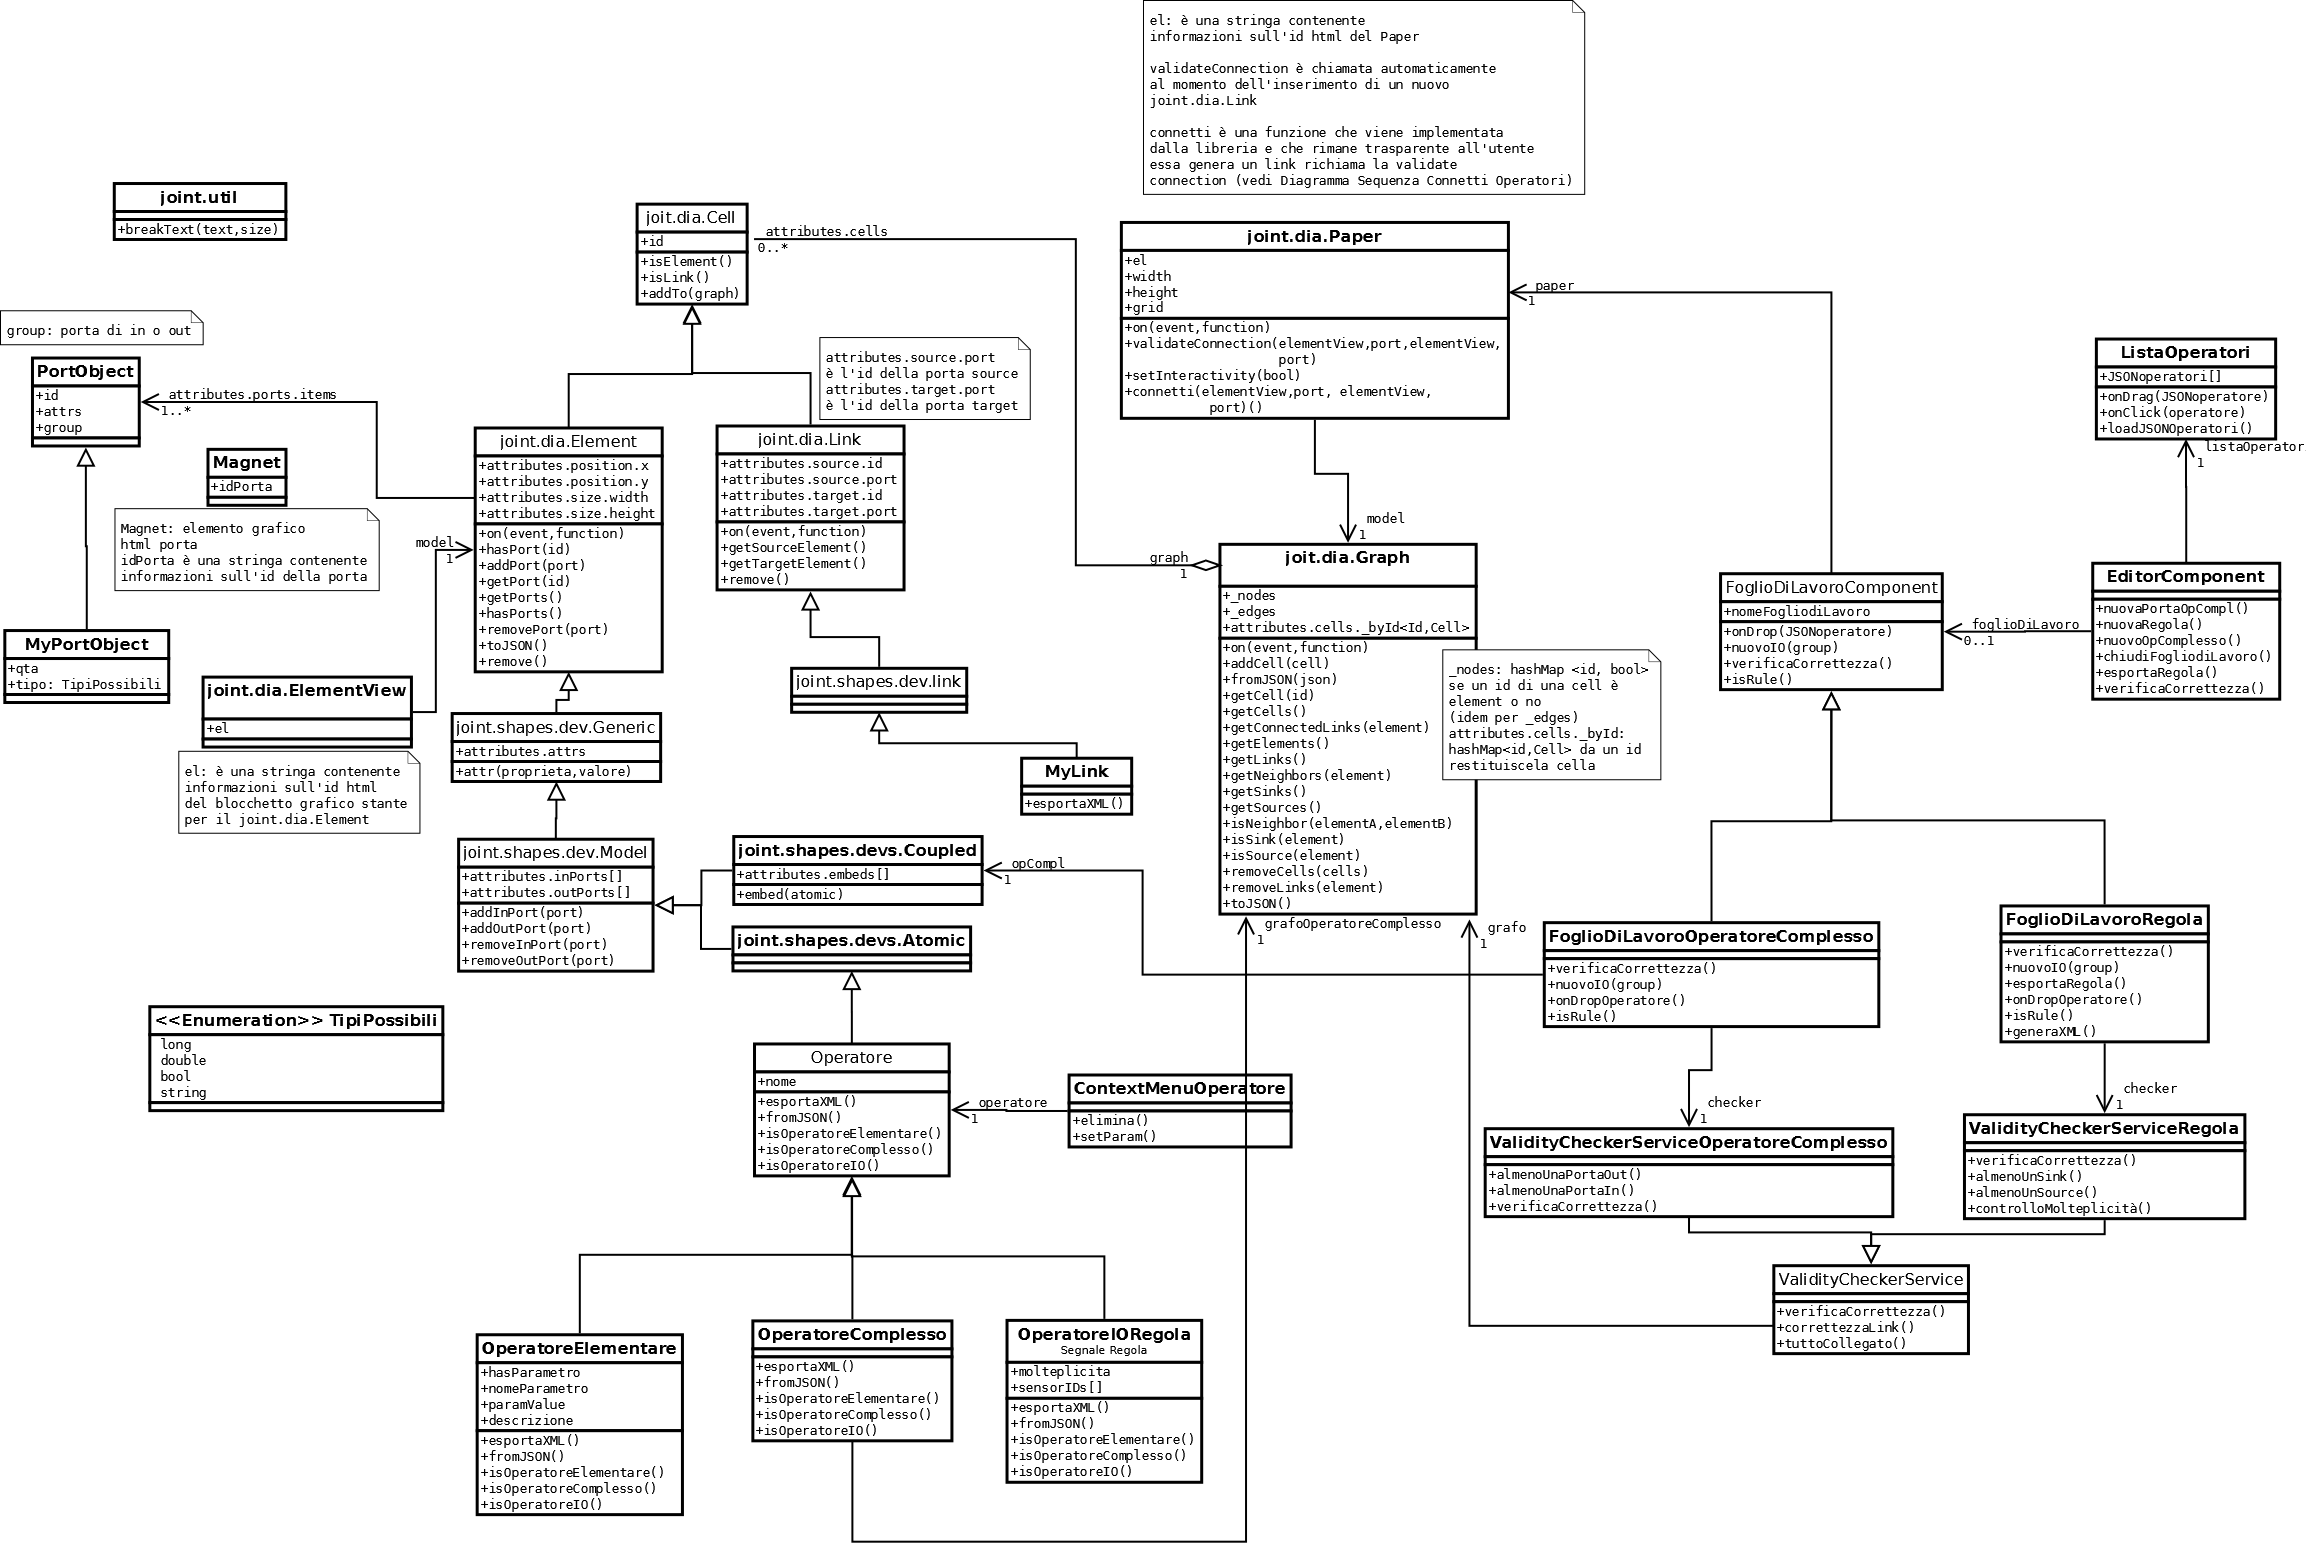 el: è una stringa contenente
informazioni sull'id html del Paper
validateConnection è chiamata automaticamente
al momento dell'inserimento di un nuovo
joint.dia.Link
connetti è una funzione che viene implementata
dalla libreria e che rimane trasparente all'utente
essa genera un link richiama la validate
connection (vedi Diagramma Sequenza Connetti Operatori)
joint.util
+breakText(text,size)
joit.dia.Cell
+id
+isElement()
+isLink()
+addTo(graph)
attributes.cells
0..*
joint.dia.Paper
+el
+width
+height
+grid
+on(event,function)
+validateConnection(elementView,port,elementView,
port)
+setInteractivity(bool)
+connetti(elementView,port, elementView,
port)()
paper
1
group: porta di in o out
PortObject
+id
+attrs
+group
attributes.ports.items
1..*
attributes.source.port
è l'id della porta source
attributes.target.port
è l'id della porta target
ListaOperatori
+JSONoperatori[]
+onDrag(JSONoperatore)
+onClick(operatore)
+loadJSONOperatori()
listaOperator
1
Magnet
+idPorta
Magnet: elemento grafico
html porta
idPorta è una stringa contenente
informazioni sull'id della porta
joint.dia.Element
+attributes.position.x
+attributes.position.y
+attributes.size.width
+attributes.size.height
+on(event,function)
+hasPort(id)
+addPort(port)
+getPort(id)
+getPorts()
+hasPorts()
+removePort(port)
+toJSON()
+remove()
joint.dia.Link
+attributes.source.id
+attributes.source.port
+attributes.target.id
+attributes.target.port
+on(event,function)
+getSourceElement()
+getTargetElement()
+remove()
model
1
model
1
graph
1
joit.dia.Graph
+_nodes
+_edges
+attributes.cells._byId<Id,Cell>
+on(event,function)
+addCell(cell)
+fromJSON(json)
+getCell(id)
+getCells()
+getConnectedLinks(element)
+getElements()
+getLinks()
+getNeighbors(element)
+getSinks()
+getSources()
+isNeighbor(elementA,elementB)
+isSink(element)
+isSource(element)
+removeCells(cells)
+removeLinks(element)
+toJSON()
_nodes: hashMap <id, bool>
se un id di una cell è
element o no
(idem per _edges)
attributes.cells._byId:
hashMap<id,Cell> da un id
restituiscela cella
FoglioDiLavoroComponent
+nomeFogliodiLavoro
+onDrop(JSONoperatore)
+nuovoIO(group)
+verificaCorrettezza()
+isRule()
foglioDiLavoro
0..1
EditorComponent
+nuovaPortaOpCompl()
+nuovaRegola()
+nuovoOpComplesso()
+chiudiFogliodiLavoro()
+esportaRegola()
+verificaCorrettezza()
MyPortObject
+qta
+tipo: TipiPossibili
joint.dia.ElementView
+el
el: è una stringa contenente
informazioni sull'id html
del blocchetto grafico stante
per il joint.dia.Element
joint.shapes.dev.Generic
+attributes.attrs
+attr(proprieta,valore)
joint.shapes.dev.link
MyLink
+esportaXML()
joint.shapes.dev.Model
+attributes.inPorts[]
+attributes.outPorts[]
+addInPort(port)
+addOutPort(port)
+removeInPort(port)
+removeOutPort(port)
joint.shapes.devs.Coupled
+attributes.embeds[]
+embed(atomic)
opCompl
1
joint.shapes.devs.Atomic
grafoOperatoreComplesso
1
grafo
1
FoglioDiLavoroOperatoreComplesso
+verificaCorrettezza()
+nuovoIO(group)
+onDropOperatore()
+isRule()
FoglioDiLavoroRegola
+verificaCorrettezza()
+nuovoIO(group)
+esportaRegola()
+onDropOperatore()
+isRule()
+generaXML()
<<Enumeration>> TipiPossibili
long
double
bool
string
Operatore
+nome
+esportaXML()
+fromJSON()
+isOperatoreElementare()
+isOperatoreComplesso()
+isOperatoreIO()
operatore
1
ContextMenuOperatore
+elimina()
+setParam()
checker
1
checker
1
ValidityCheckerServiceOperatoreComplesso
+almenoUnaPortaOut()
+almenoUnaPortaIn()
+verificaCorrettezza()
ValidityCheckerServiceRegola
+verificaCorrettezza()
+almenoUnSink()
+almenoUnSource()
+controlloMolteplicità()
ValidityCheckerService
+verificaCorrettezza()
+correttezzaLink()
+tuttoCollegato()
OperatoreElementare
+hasParametro
+nomeParametro
+paramValue
+descrizione
+esportaXML()
+fromJSON()
+isOperatoreElementare()
+isOperatoreComplesso()
+isOperatoreIO()
OperatoreComplesso
+esportaXML()
+fromJSON()
+isOperatoreElementare()
+isOperatoreComplesso()
+isOperatoreIO()
OperatoreIORegola
Segnale Regola
+molteplicita
+sensorIDs[]
+esportaXML()
+fromJSON()
+isOperatoreElementare()
+isOperatoreComplesso()
+isOperatoreIO()